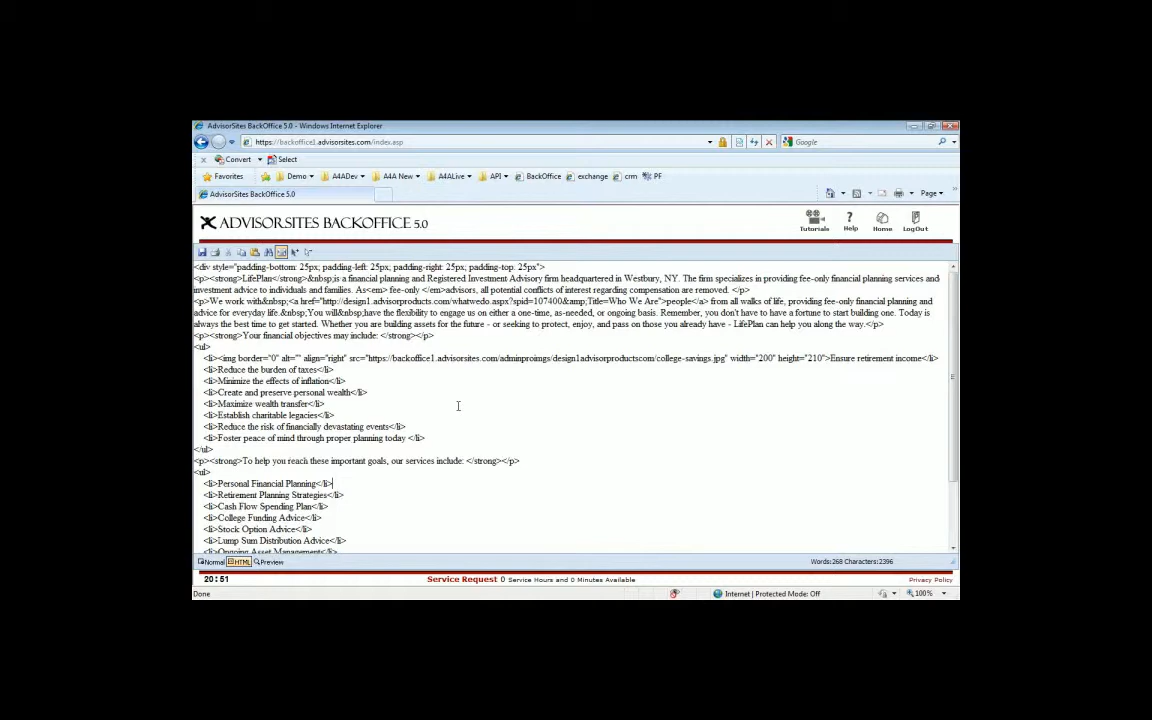 AdvisorSites BackOffice 5.0 - Windows Internet Explorer
https://backoffice1.advisorsites.com/index.asp
Google
Convert Select
Favorites Demo A4ADev A4A New A4ALive API BackOffice exchange crm PF
AdvisorSites BackOffice 5.0
Page
ADVISORSITES BACKOFFICE 5.0
Tutorials Help Home LogOut
<div style="padding-bottom: 25px; padding-left: 25px; padding-right: 25px; padding-top: 25px">
<p><strong>LifePlan</strong>&nbsp;is a financial planning and Registered Investment Advisory firm headquartered in Westbury, NY. The firm specializes in providing fee-only financial planning services and
investment advice to individuals and families. As<em> fee-only </em>advisors, all potential conflicts of interest regarding compensation are removed. </p>
<p>We work with&nbsp;<a href="http://design1.advisorproducts.com/whatwedo.aspx?spid=107400&amp;Title=Who We Are">people</a> from all walks of life, providing fee-only financial planning and
advice for everyday life.&nbsp;You will&nbsp;have the flexibility to engage us on either a one-time, as-needed, or ongoing basis. Remember, you don't have to have a fortune to start building one. Today is
always the best time to get started. Whether you are building assets for the future - or seeking to protect, enjoy, and pass on those you already have - LifePlan can help you along the way.</p>
<p><strong>Your financial objectives may include: </strong></p>
<ul>
<li><img border="0" alt="" align="right" src="https://backoffice1.advisorsites.com/adminproimgs/design1advisorproductscom/college-savings.jpg" width="200" height="210">Ensure retirement income</li>
<li>Reduce the burden of taxes</li>
<li>Minimize the effects of inflation</li>
<li>Create and preserve personal wealth</li>
<li>Maximize wealth transfer</li>
<li>Establish charitable legacies</li>
<li>Reduce the risk of financially devastating events</li>
<li>Foster peace of mind through proper planning today </li>
</ul>
<p><strong>To help you reach these important goals, our services include: </strong></p>
<ul>
<li>Personal Financial Planning</li>
<li>Retirement Planning Strategies</li>
<li>Cash Flow Spending Plan</li>
<li>College Funding Advice</li>
<li>Stock Option Advice</li>
<li>Lump Sum Distribution Advice</li>
<li>Ongoing Asset Management</li>
Normal HTML Preview Words:268 Characters:2396
20:51 Service Request 0 Service Hours and 0 Minutes Available Privacy Policy
Done Internet | Protected Mode: Off 100%